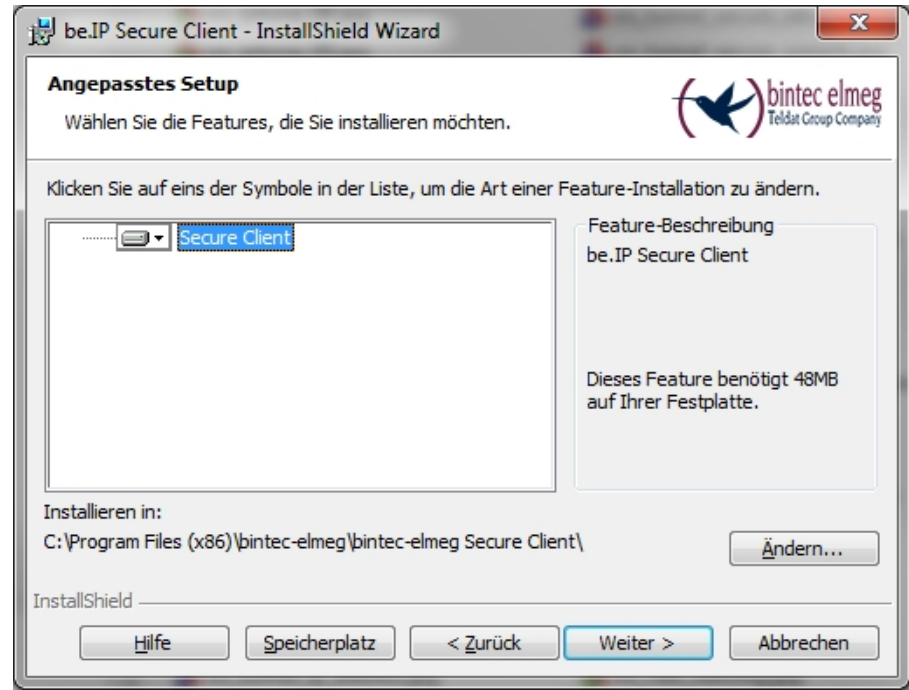 be.IP Secure Client - InstallShield Wizard
Angepasstes Setup
Wählen Sie die Features, die Sie installieren möchten.
bintec elmeg
Teldat Group Company
Klicken Sie auf eins der Symbole in der Liste, um die Art einer Feature-Installation zu ändern.
Secure Client
Feature-Beschreibung
be.IP Secure Client
Dieses Feature benötigt 48MB
auf Ihrer Festplatte.
Installieren in:
C:\Program Files (x86)\bintec-elmeg\bintec-elmeg Secure Client\
Ändern...
InstallShield
Hilfe
Speicherplatz
< Zurück
Weiter >
Abbrechen